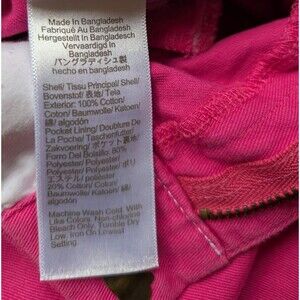 Made In Bangladesh
Fabriqué Au Bangladesh
Hergestellt In Bangladesch
Vervaardigd In
Bangladesh
バングラディシュ製
hecho en bangladesh
Shell/ Tissu Principal/ Shell/
Bovenstof/ 表地/ Tela
Exterior: 100% Cotton/
Coton/ Baumwolle/ Katoen/
綿/ algodón
Pocket Lining/ Doublure De
La Poche/ Taschenfutter/
Zakvoering/ ポケット裏地/
Forro Del Bolsillo: 80%
Polyester/ Polyester/
Polyester/ Polyester/ ポリ
エステル/ poliéster
20% Cotton/ Coton/
Baumwolle/ Katoen/ 綿/
algodón
Machine Wash Cold, With
Like Colors, Non-chlorine
Bleach Only, Tumble Dry
Low, Iron On Lowest
Setting